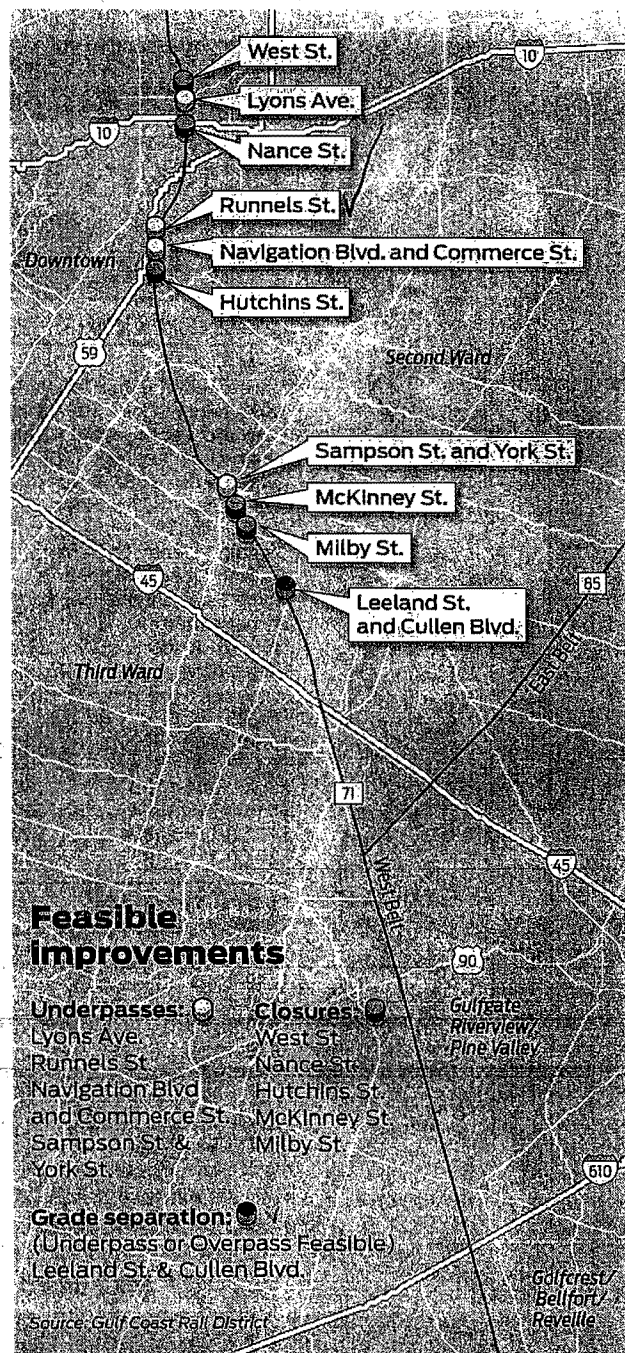 West St.
10
Lyons Ave.
10
Nance St.
Runnels St.
Downtown
Navigation Blvd. and Commerce St.
Hutchins St.
59
Second Ward
Sampson St. and York St.
McKinney St.
Milby St.
45
85
Leeland St.
and Cullen Blvd.
East Belt
Third Ward
71
45
West Belt
Feasible
improvements
90
Underpasses:
Lyons Ave.
Runnels St.
Navigation Blvd
and Commerce St.
Sampson St. &
York St.
Closures:
West St.
Nance St.
Hutchins St.
McKinney St.
Milby St.
Gulfgate
Riverview/
Pine Valley
610
Grade separation:
(Underpass or Overpass Feasible)
Leeland St. & Cullen Blvd.
Golfcrest/
Bellfort/
Reveille
Source: Gulf Coast Rail District